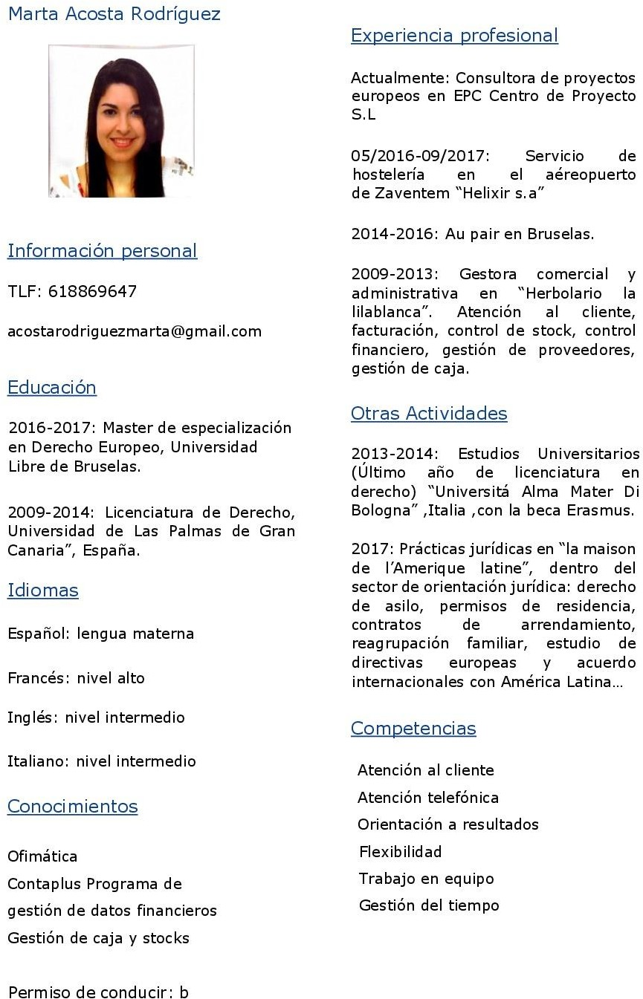 Marta Acosta Rodríguez
Información personal
TLF: 618869647
acostarodriguezmarta@gmail.com
Educación
2016-2017: Master de especialización
en Derecho Europeo, Universidad
Libre de Bruselas.
2009-2014: Licenciatura de Derecho,
Universidad de Las Palmas de Gran
Canaria”, España.
Idiomas
Español: lengua materna
Francés: nivel alto
Inglés: nivel intermedio
Italiano: nivel intermedio
Conocimientos
Ofimática
Contaplus Programa de
gestión de datos financieros
Gestión de caja y stocks
Permiso de conducir: b
Experiencia profesional
Actualmente: Consultora de proyectos
europeos en EPC Centro de Proyecto
S.L
05/2016-09/2017: Servicio de
hostelería en el aéreopuerto
de Zaventem “Helixir s.a”
2014-2016: Au pair en Bruselas.
2009-2013: Gestora comercial y
administrativa en “Herbolario la
lilablanca”. Atención al cliente,
facturación, control de stock, control
financiero, gestión de proveedores,
gestión de caja.
Otras Actividades
2013-2014: Estudios Universitarios
(Último año de licenciatura en
derecho) “Universitá Alma Mater Di
Bologna” ,Italia ,con la beca Erasmus.
2017: Prácticas jurídicas en “la maison
de l’Amerique latine”, dentro del
sector de orientación jurídica: derecho
de asilo, permisos de residencia,
contratos de arrendamiento,
reagrupación familiar, estudio de
directivas europeas y acuerdo
internacionales con América Latina…
Competencias
Atención al cliente
Atención telefónica
Orientación a resultados
Flexibilidad
Trabajo en equipo
Gestión del tiempo